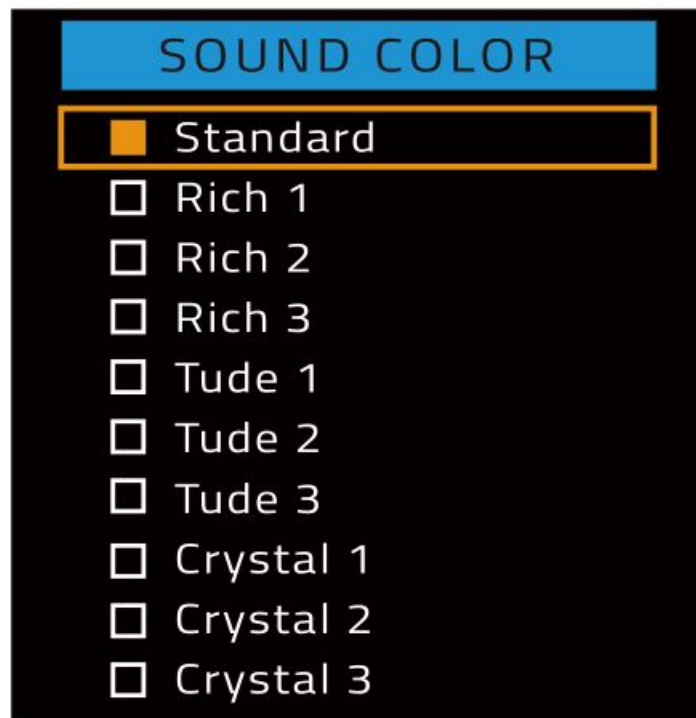 SOUND COLOR
Standard
Rich 1
Rich 2
Rich 3
Tude 1
Tude 2
Tude 3
Crystal 1
Crystal 2
Crystal 3